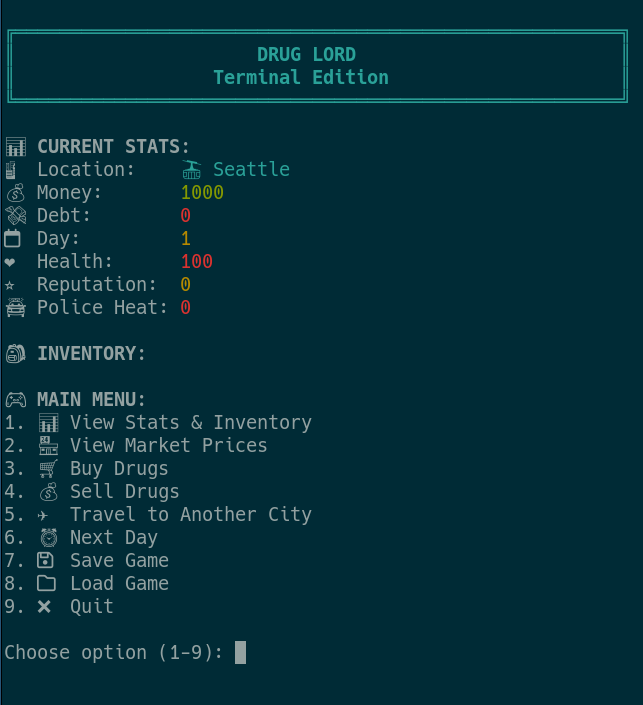 DRUG LORD
Terminal Edition
CURRENT STATS:
Location: Seattle
Money: 1000
Debt: 0
Day: 1
Health: 100
Reputation: 0
Police Heat: 0
INVENTORY:
MAIN MENU:
1. View Stats & Inventory
2. View Market Prices
3. Buy Drugs
4. Sell Drugs
5. Travel to Another City
6. Next Day
7. Save Game
8. Load Game
9. Quit
Choose option (1-9):